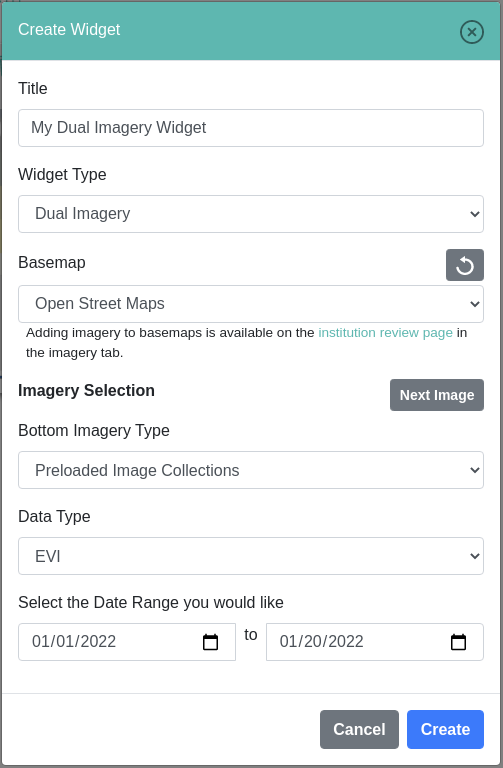 Create Widget
Title
My Dual Imagery Widget
Widget Type
Dual Imagery
Basemap
Open Street Maps
Adding imagery to basemaps is available on the institution review page in
the imagery tab.
Imagery Selection
Next Image
Bottom Imagery Type
Preloaded Image Collections
Data Type
EVI
Select the Date Range you would like
01/01/2022 to 01/20/2022
Cancel Create